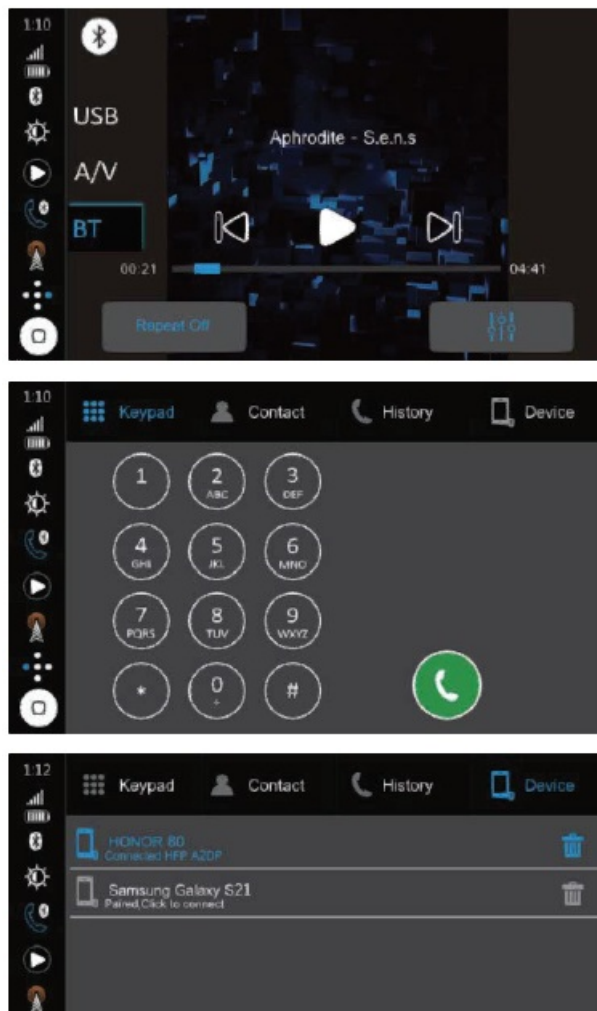 1:10
USB
A/V
BT
Aphrodite - S.e.n.s
00:21
04:41
Repeat Off
1:10
Keypad
Contact
History
Device
1
2
ABC
3
DEF
4
GHI
5
JKL
6
MNO
7
PQRS
8
TUV
9
WXYZ
*
0
+
#
1:12
Keypad
Contact
History
Device
HONOR 80
Connected HFP A2DP
Samsung Galaxy S21
Paired,Click to connect